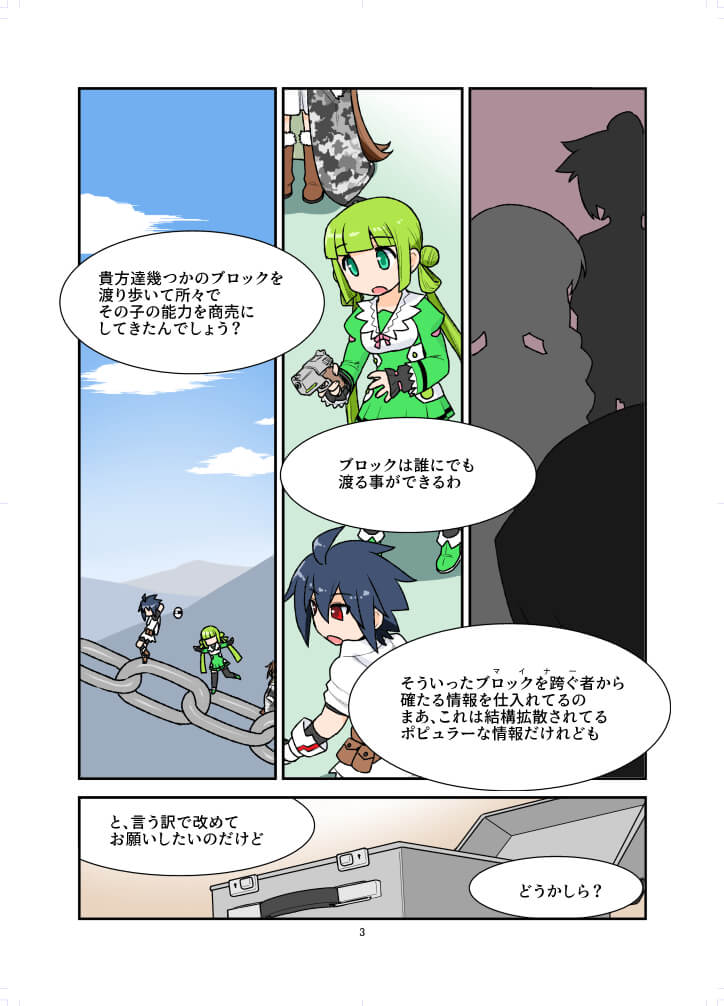 貴方達幾つかのブロックを
渡り歩いて所々で
その子の能力を商売に
してきたんでしょう？
ブロックは誰にでも
渡る事ができるわ
マイナー
そういったブロックを跨ぐ者から
確たる情報を仕入れてるの
まあ、これは結構拡散されてる
ポピュラーな情報だけれども
と、言う訳で改めて
お願いしたいのだけど
どうかしら？
3